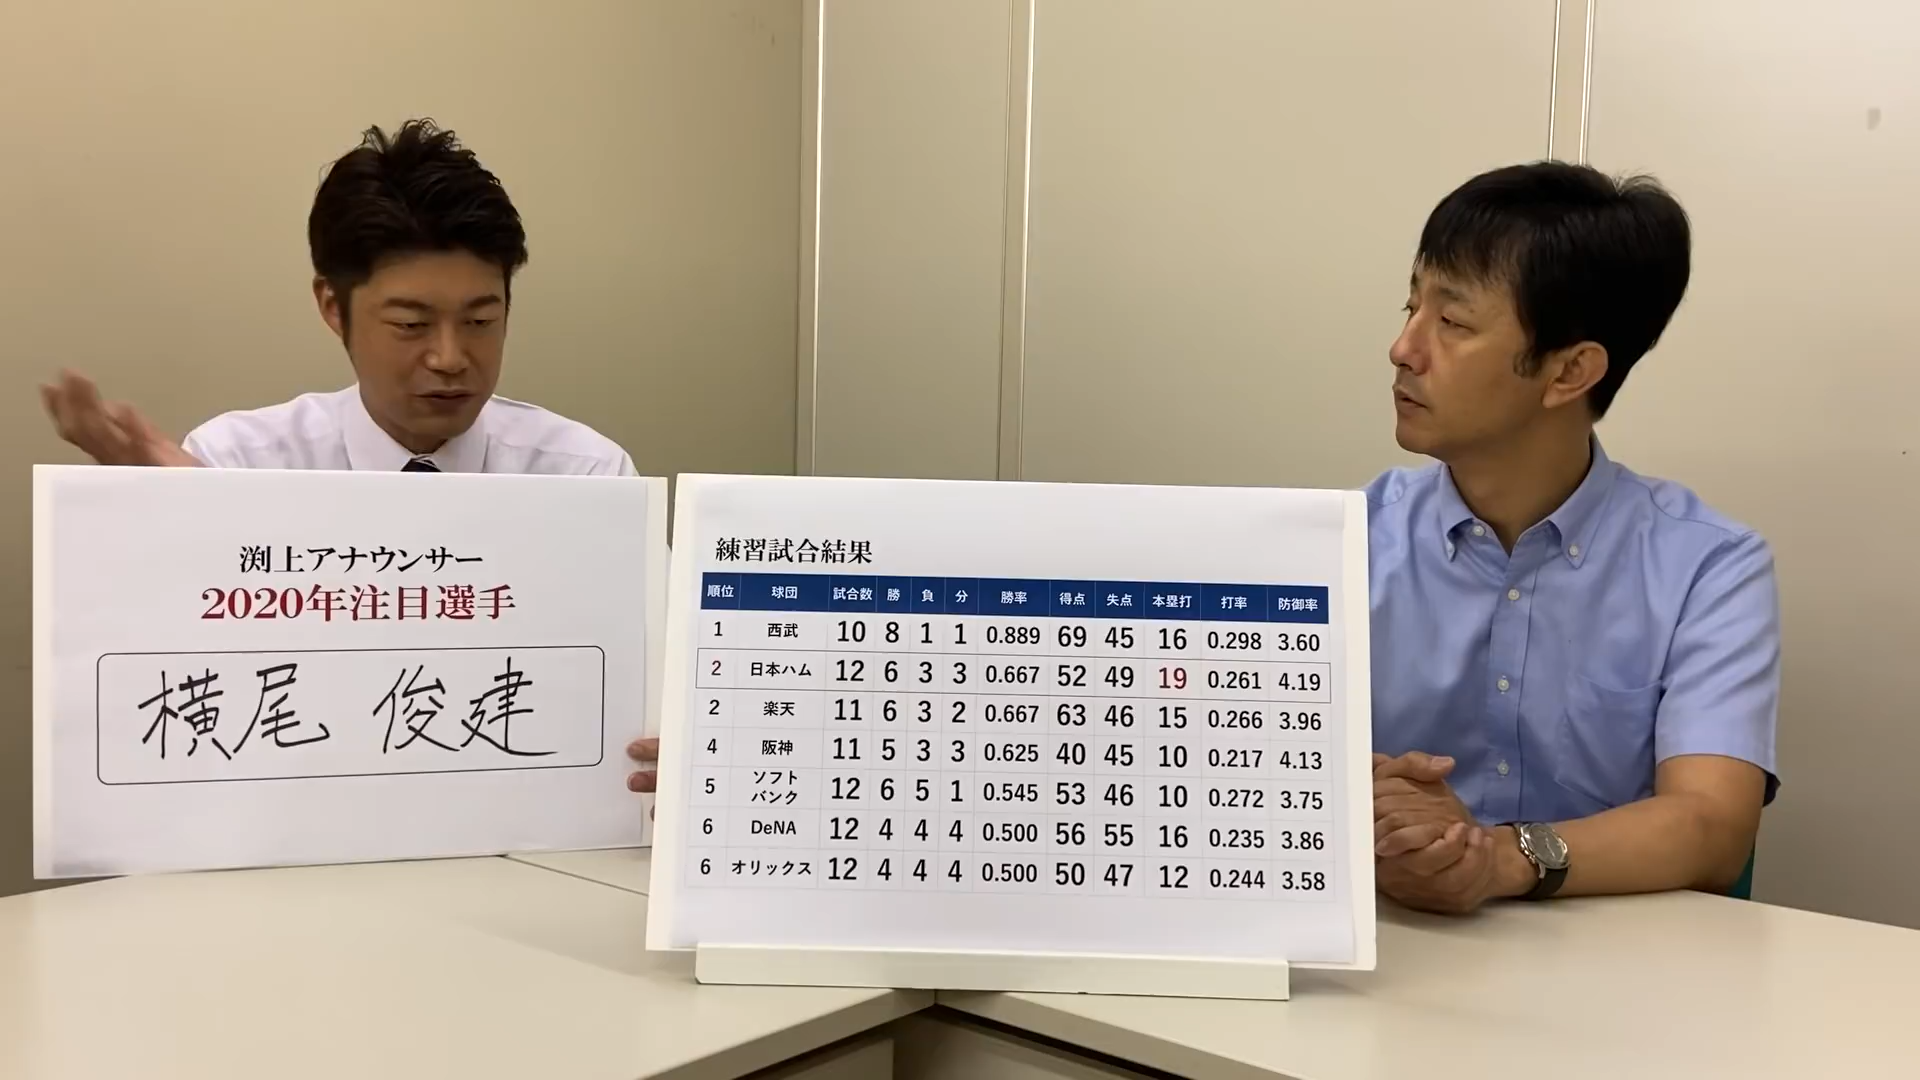 渕上アナウンサー
2020年注目選手
横尾 俊建
練習試合結果
順位 球団 試合数 勝 負 分 勝率 得点 失点 本塁打 打率 防御率
1 西武 10 8 1 1 0.889 69 45 16 0.298 3.60
2 日本ハム 12 6 3 3 0.667 52 49 19 0.261 4.19
2 楽天 11 6 3 2 0.667 63 46 15 0.266 3.96
4 阪神 11 5 3 3 0.625 40 45 10 0.217 4.13
5 ソフト
バンク 12 6 5 1 0.545 53 46 10 0.272 3.75
6 DeNA 12 4 4 4 0.500 56 55 16 0.235 3.86
6 オリックス 12 4 4 4 0.500 50 47 12 0.244 3.58